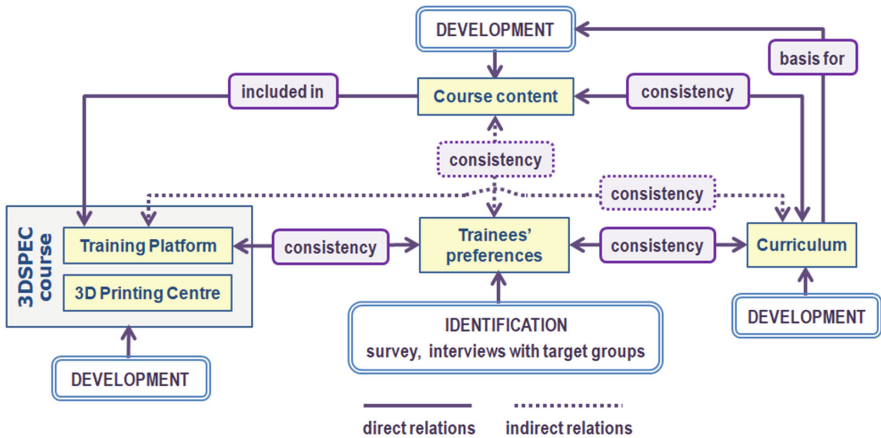 DEVELOPMENT
basis for
included in
Course content
consistency
consistency
consistency
3DSPEC
course
Training Platform
consistency
Trainees'
preferences
consistency
Curriculum
3D Printing Centre
IDENTIFICATION
survey, interviews with target groups
DEVELOPMENT
DEVELOPMENT
direct relations
indirect relations